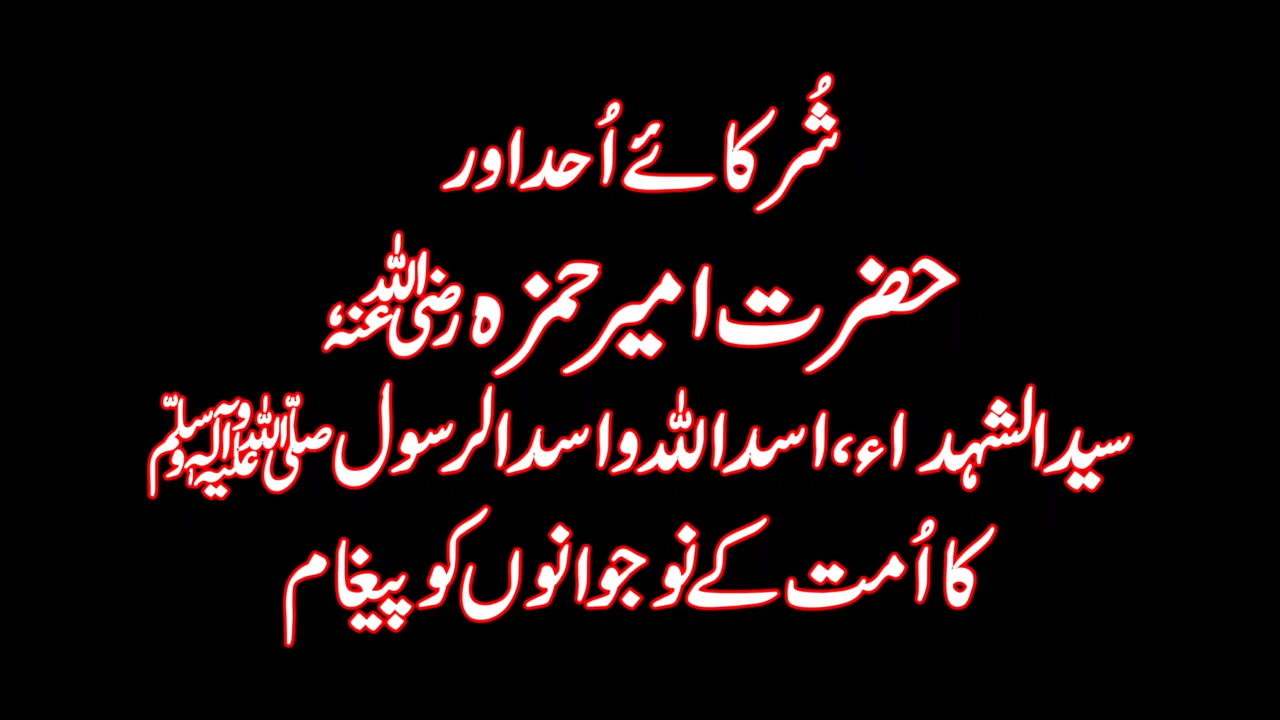 شُرکائے اُحد اور
حضرت امیر حمزہ رضی اللہ عنہٗ
سید الشہداء، اسد اللہ و اسد الرسول صلی اللہ علیہ وآلہ وسلم
کا اُمت کے نوجوانوں کو پیغام